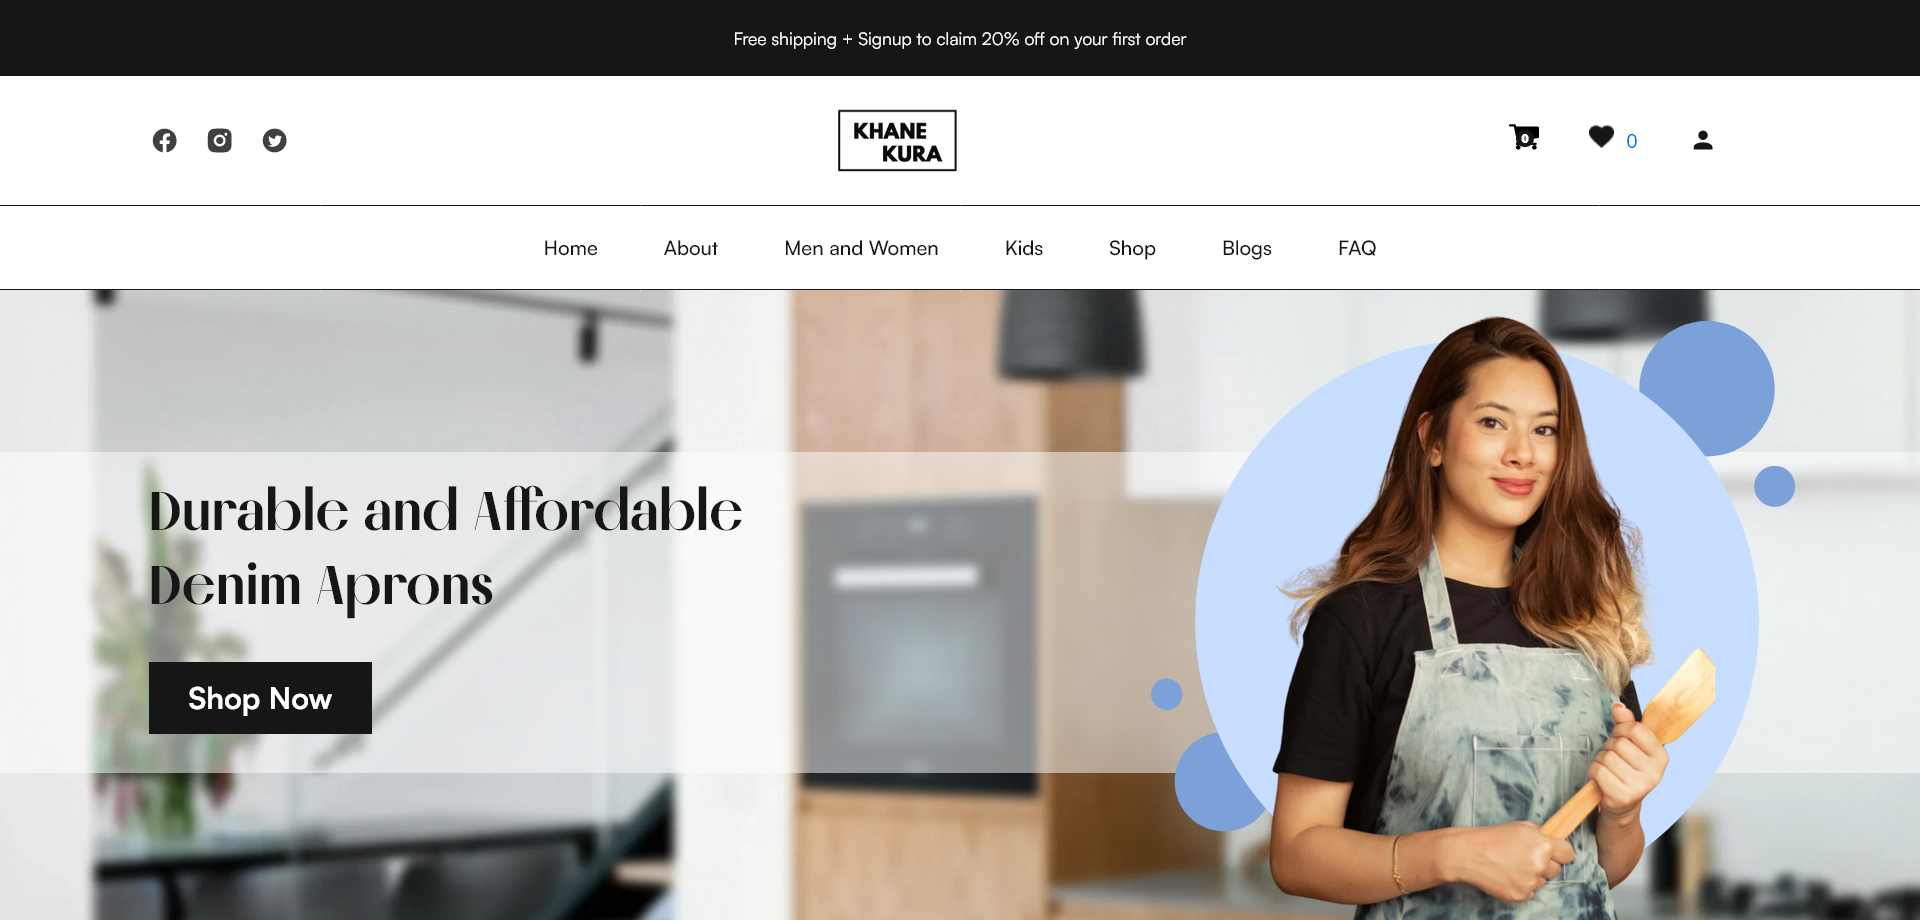 Free shipping + Signup to claim 20% off on your first order
KHANE
KURA
0
0
Home About Men and Women Kids Shop Blogs FAQ
Durable and Affordable
Denim Aprons
Shop Now